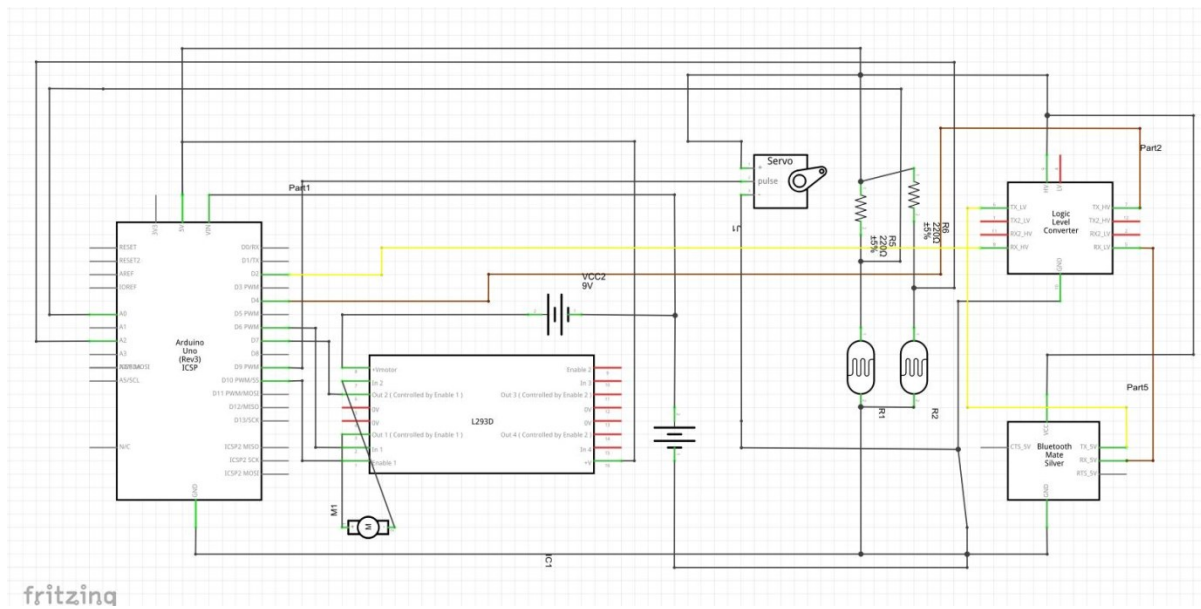 Part1
3V3
5V
VIN
RESET
RESET2
AREF
IOREF
A0
A1
A2
A3
A5/SCL
N/C
Arduino
Uno
(Rev3)
ICSP
D0/RX
D1/TX
D2
D3 PWM
D4
D5 PWM
D6 PWM
D7
D8
D9 PWM
D10 PWM/SS
D11 PWM/MOSI
D12/MISO
D13/SCK
ICSP2 MISO
ICSP2 SCK
ICSP2 MOSI
GND
VCC2
9V
+Vmotor
In 2
Out 2 ( Controlled by Enable 1 )
0V
0V
Out 1 ( Controlled by Enable 1 )
In 1
Enable 1
L293D
Enable 2
In 3
Out 3 ( Controlled by Enable 2 )
0V
0V
Out 4 ( Controlled by Enable 2 )
In 4
+V
M1
M
IC1
Servo
+
pulse
-
J1
R5
220Ω
±5%
R6
220Ω
±5%
R1
R2
Part2
HV
LV
TX_LV
TX2_LV
RX2_LV
RX_HV
Logic
Level
Converter
TX_HV
TX2_HV
RX2_HV
RX_LV
GND
Part5
VCC
CTS_5V
Bluetooth
Mate
Silver
TX_5V
RX_5V
RTS_5V
GND
fritzing